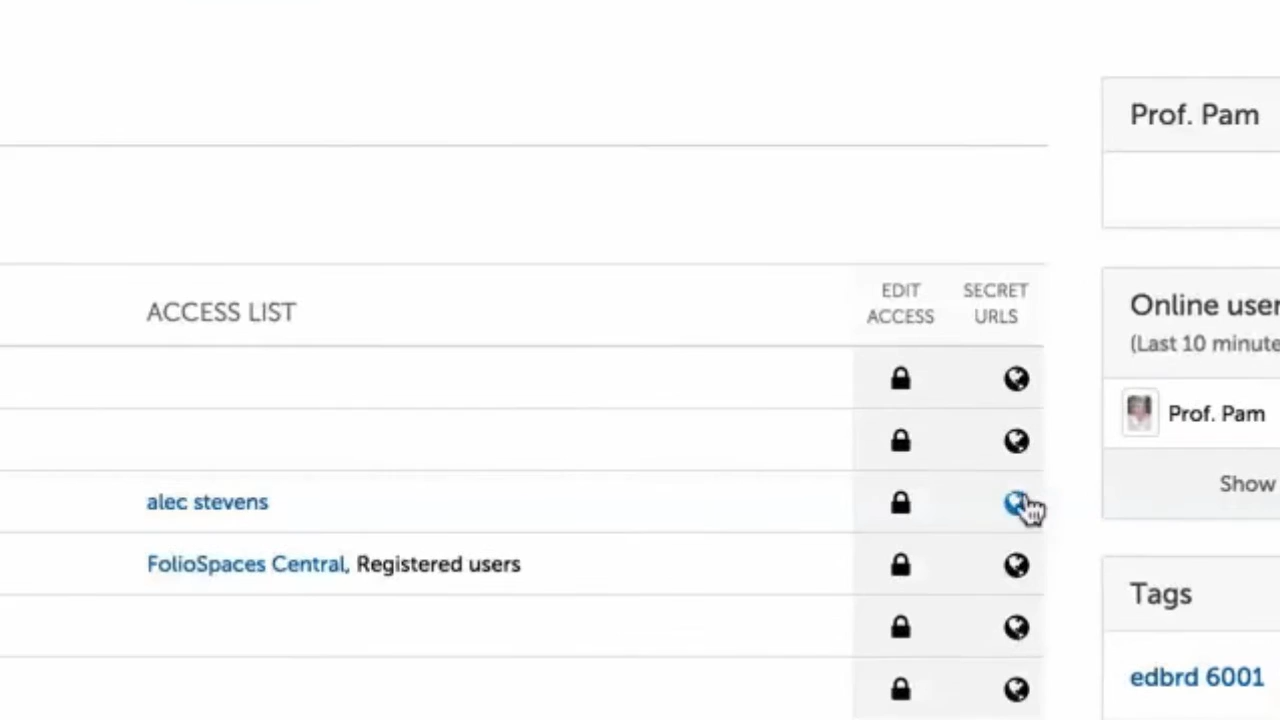 Prof. Pam
ACCESS LIST
EDIT
ACCESS
SECRET
URLS
alec stevens
FolioSpaces Central, Registered users
Online user
(Last 10 minute
Prof. Pam
Show
Tags
edbrd 6001